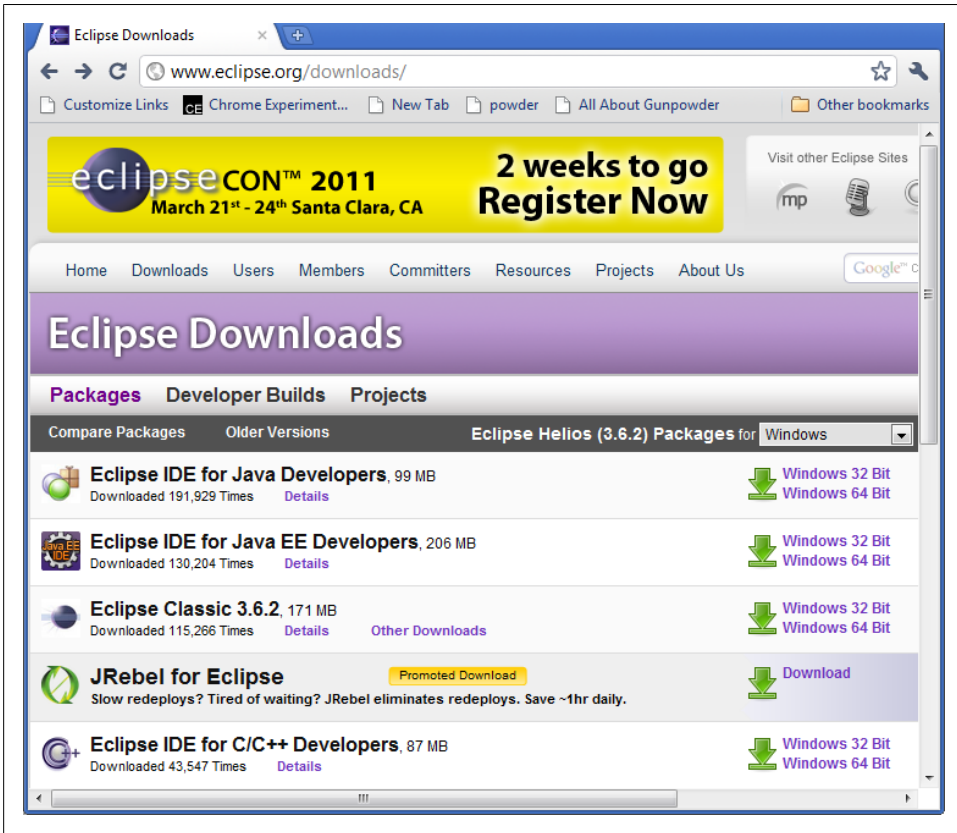 Eclipse Downloads
www.eclipse.org/downloads/
Customize Links CE Chrome Experiment... New Tab powder All About Gunpowder Other bookmarks
eclipse CON™ 2011
March 21st - 24th Santa Clara, CA
2 weeks to go
Register Now
Visit other Eclipse Sites
mp
Home Downloads Users Members Committers Resources Projects About Us Google™ C
Eclipse Downloads
Packages Developer Builds Projects
Compare Packages Older Versions Eclipse Helios (3.6.2) Packages for Windows
Eclipse IDE for Java Developers, 99 MB
Downloaded 191,929 Times Details
Windows 32 Bit
Windows 64 Bit
Java EE
IDE
Eclipse IDE for Java EE Developers, 206 MB
Downloaded 130,204 Times Details
Windows 32 Bit
Windows 64 Bit
Eclipse Classic 3.6.2, 171 MB
Downloaded 115,266 Times Details Other Downloads
Windows 32 Bit
Windows 64 Bit
JRebel for Eclipse Promoted Download
Slow redeploys? Tired of waiting? JRebel eliminates redeploys. Save ~1hr daily.
Download
C++
Eclipse IDE for C/C++ Developers, 87 MB
Downloaded 43,547 Times Details
Windows 32 Bit
Windows 64 Bit